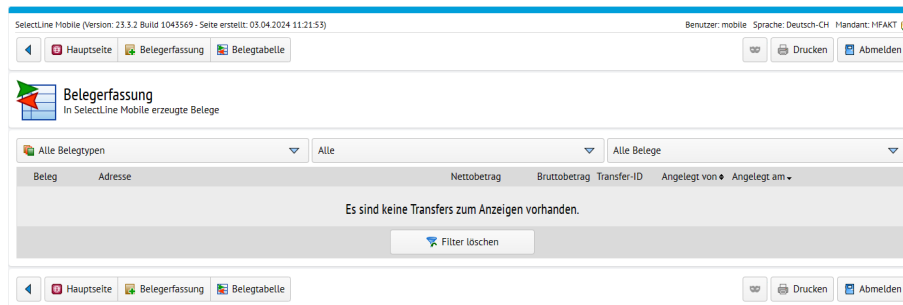 SelectLine Mobile (Version: 23.3.2 Build 1043569 - Seite erstellt: 03.04.2024 11:21:53) Benutzer: mobile Sprache: Deutsch-CH Mandant: MFAKT
Hauptseite Belegerfassung Belegtabelle Drucken Abmelden
Belegerfassung
In SelectLine Mobile erzeugte Belege
Alle Belegtypen Alle Alle Belege
Beleg Adresse Nettobetrag Bruttobetrag Transfer-ID Angelegt von Angelegt am
Es sind keine Transfers zum Anzeigen vorhanden.
Filter löschen
Hauptseite Belegerfassung Belegtabelle Drucken Abmelden